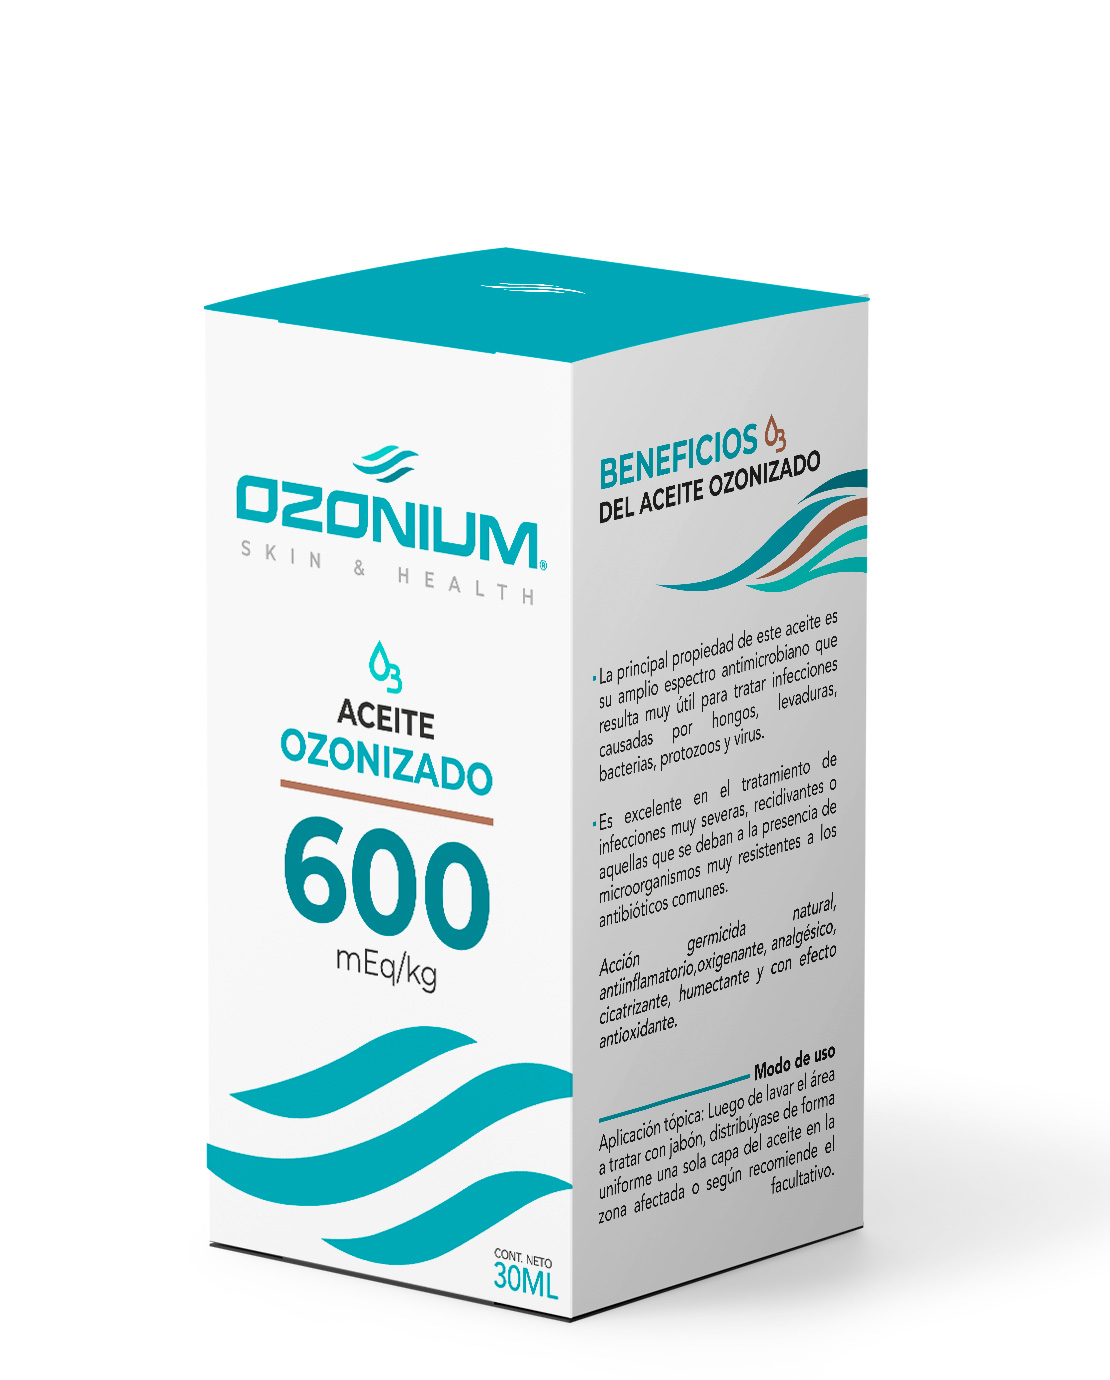 OZONIUM®
SKIN & HEALTH
O3
ACEITE
OZONIZADO
600
mEq/kg
CONT. NETO
30ML
BENEFICIOS O3
DEL ACEITE OZONIZADO
·La principal propiedad de este aceite es
su amplio espectro antimicrobiano que
resulta muy útil para tratar infecciones
causadas por hongos, levaduras,
bacterias, protozoos y virus.
·Es excelente en el tratamiento de
infecciones muy severas, recidivantes o
aquellas que se deban a la presencia de
microorganismos muy resistentes a los
antibióticos comunes.
Acción germicida natural,
antiinflamatorio,oxigenante, analgésico,
cicatrizante, humectante y con efecto
antioxidante.
Modo de uso
Aplicación tópica: Luego de lavar el área
a tratar con jabón, distribúyase de forma
uniforme una sola capa del aceite en la
zona afectada o según recomiende el
facultativo.